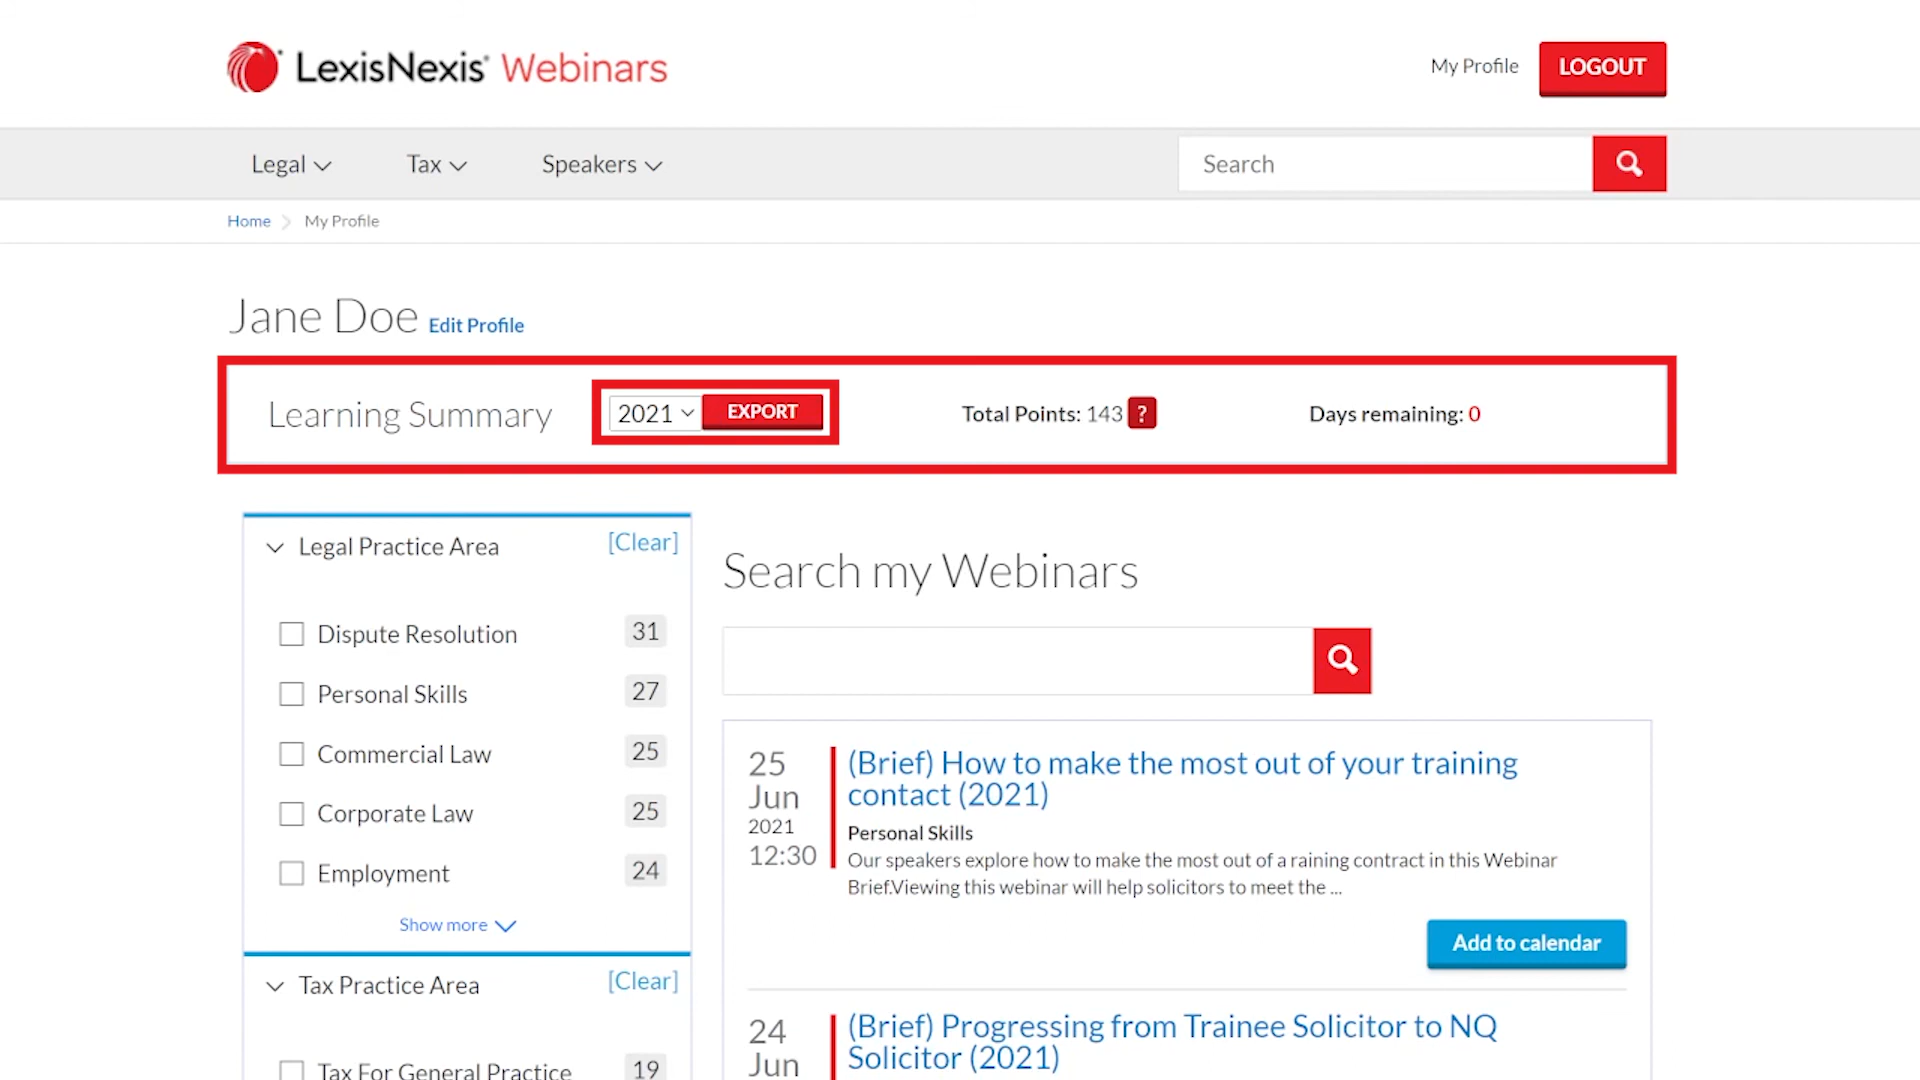 LexisNexis® Webinars
My Profile
LOGOUT
Legal
Tax
Speakers
Search
Home
My Profile
Jane Doe Edit Profile
Learning Summary
2021
EXPORT
Total Points: 143 ?
Days remaining: 0
Legal Practice Area
[Clear]
Dispute Resolution 31
Personal Skills 27
Commercial Law 25
Corporate Law 25
Employment 24
Show more
Tax Practice Area
[Clear]
Tax For General Practice 19
Search my Webinars
25
Jun
2021
12:30
(Brief) How to make the most out of your training
contact (2021)
Personal Skills
Our speakers explore how to make the most out of a raining contract in this Webinar
Brief.Viewing this webinar will help solicitors to meet the ...
Add to calendar
24
Jun
(Brief) Progressing from Trainee Solicitor to NQ
Solicitor (2021)